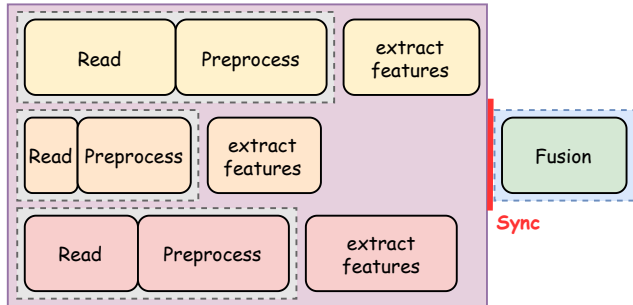 Read Preprocess extract
features
Read Preprocess extract
features
Fusion
Sync
Read Preprocess extract
features